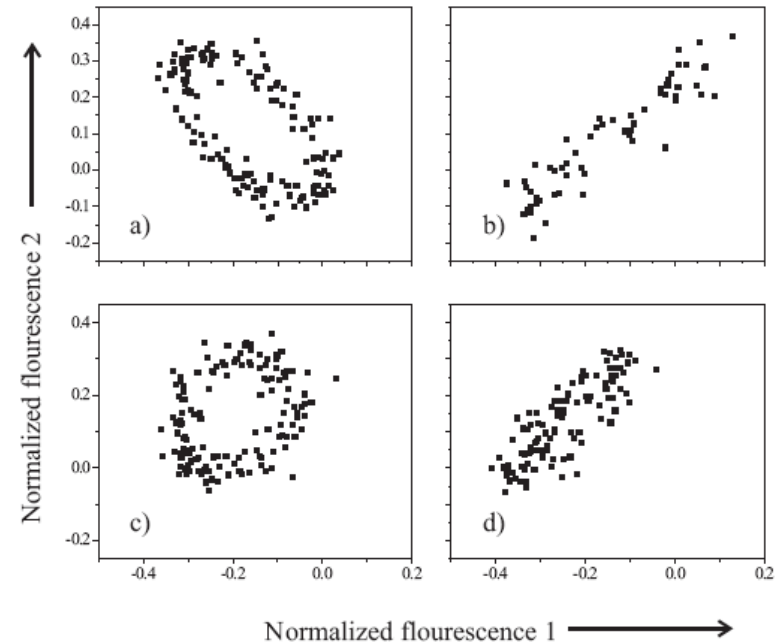 Normalized flourescence 2
0.4
0.3
0.2
0.1
0.0
-0.1
-0.2
a)
b)
0.4
0.2
0.0
-0.2
c)
d)
-0.4 -0.2 0.0 0.2 -0.4 -0.2 0.0 0.2
Normalized flourescence 1